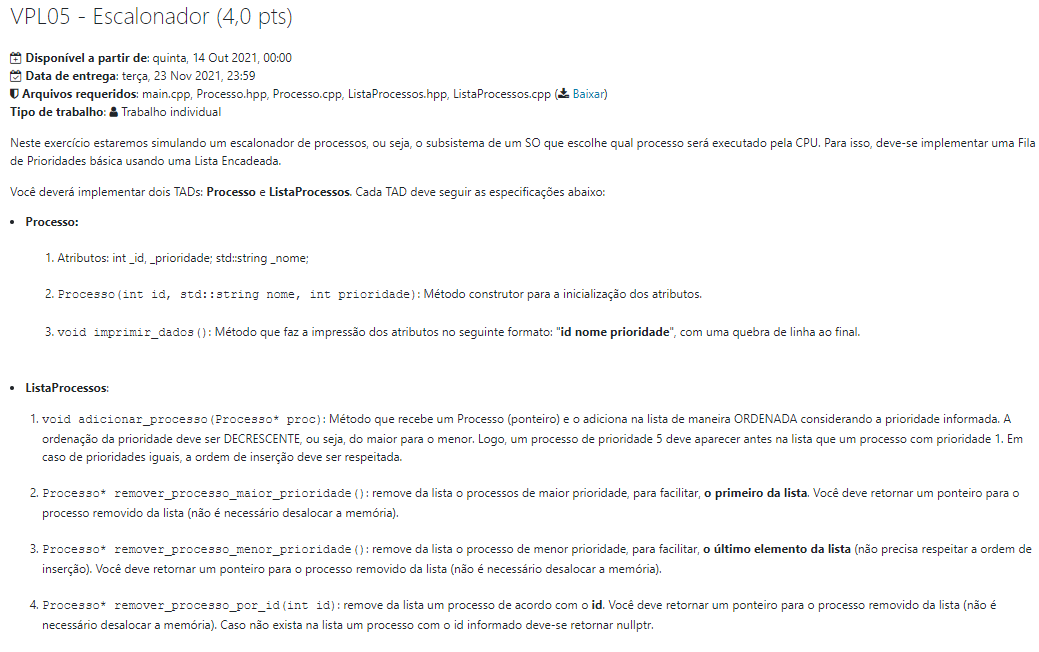 VPL05 - Escalonador (4,0 pts)
Disponível a partir de: quinta, 14 Out 2021, 00:00
Data de entrega: terça, 23 Nov 2021, 23:59
Arquivos requeridos: main.cpp, Processo.hpp, Processo.cpp, ListaProcessos.hpp, ListaProcessos.cpp (Baixar)
Tipo de trabalho: Trabalho individual
Neste exercício estaremos simulando um escalonador de processos, ou seja, o subsistema de um SO que escolhe qual processo será executado pela CPU. Para isso, deve-se implementar uma Fila
de Prioridades básica usando uma Lista Encadeada.
Você deverá implementar dois TADs: Processo e ListaProcessos. Cada TAD deve seguir as especificações abaixo:
• Processo:
1. Atributos: int _id, _prioridade; std::string _nome;
2. Processo(int id, std::string nome, int prioridade): Método construtor para a inicialização dos atributos.
3. void imprimir_dados(): Método que faz a impressão dos atributos no seguinte formato: "id nome prioridade", com uma quebra de linha ao final.
• ListaProcessos:
1. void adicionar_processo(Processo* proc): Método que recebe um Processo (ponteiro) e o adiciona na lista de maneira ORDENADA considerando a prioridade informada. A
ordenação da prioridade deve ser DECRESCENTE, ou seja, do maior para o menor. Logo, um processo de prioridade 5 deve aparecer antes na lista que um processo com prioridade 1. Em
caso de prioridades iguais, a ordem de inserção deve ser respeitada.
2. Processo* remover_processo_maior_prioridade(): remove da lista o processos de maior prioridade, para facilitar, o primeiro da lista. Você deve retornar um ponteiro para o
processo removido da lista (não é necessário desalocar a memória).
3. Processo* remover_processo_menor_prioridade(): remove da lista o processo de menor prioridade, para facilitar, o último elemento da lista (não precisa respeitar a ordem de
inserção). Você deve retornar um ponteiro para o processo removido da lista (não é necessário desalocar a memória).
4. Processo* remover_processo_por_id(int id): remove da lista um processo de acordo com o id. Você deve retornar um ponteiro para o processo removido da lista (não é
necessário desalocar a memória). Caso não exista na lista um processo com o id informado deve-se retornar nullptr.